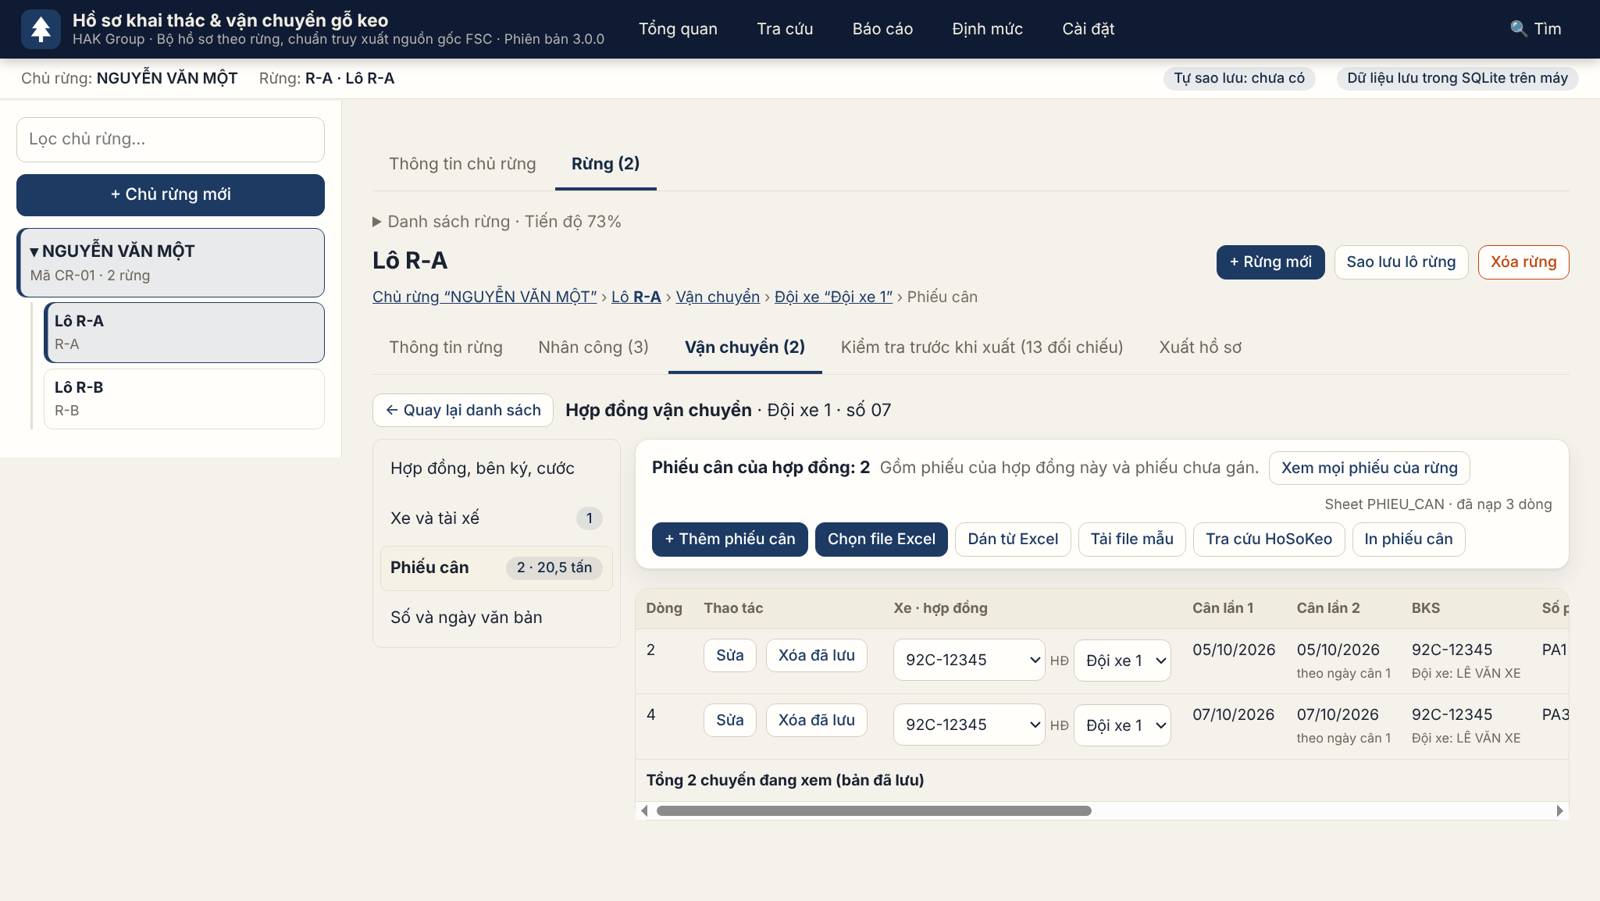 Hồ sơ khai thác & vận chuyển gỗ keo
HAK Group · Bộ hồ sơ theo rừng, chuẩn truy xuất nguồn gốc FSC · Phiên bản 3.0.0
Tổng quan Tra cứu Báo cáo Định mức Cài đặt
🔍 Tìm
Chủ rừng: NGUYỄN VĂN MỘT Rừng: R-A · Lô R-A
Tự sao lưu: chưa có Dữ liệu lưu trong SQLite trên máy
Lọc chủ rừng...
+ Chủ rừng mới
▾ NGUYỄN VĂN MỘT
Mã CR-01 · 2 rừng
Lô R-A
R-A
Lô R-B
R-B
Thông tin chủ rừng Rừng (2)
▶ Danh sách rừng · Tiến độ 73%
Lô R-A
+ Rừng mới Sao lưu lô rừng Xóa rừng
Chủ rừng “NGUYỄN VĂN MỘT” › Lô R-A › Vận chuyển › Đội xe “Đội xe 1” › Phiếu cân
Thông tin rừng Nhân công (3) Vận chuyển (2) Kiểm tra trước khi xuất (13 đối chiếu) Xuất hồ sơ
← Quay lại danh sách Hợp đồng vận chuyển · Đội xe 1 · số 07
Hợp đồng, bên ký, cước
Xe và tài xế 1
Phiếu cân 2 · 20,5 tấn
Số và ngày văn bản
Phiếu cân của hợp đồng: 2 Gồm phiếu của hợp đồng này và phiếu chưa gán. Xem mọi phiếu của rừng
Sheet PHIEU_CAN · đã nạp 3 dòng
+ Thêm phiếu cân Chọn file Excel Dán từ Excel Tải file mẫu Tra cứu HoSoKeo In phiếu cân
Dòng Thao tác Xe · hợp đồng Cân lần 1 Cân lần 2 BKS Số
2 Sửa Xóa đã lưu 92C-12345 HĐ Đội xe 1 05/10/2026 05/10/2026 92C-12345 PA1
theo ngày cân 1 Đội xe: LÊ VĂN XE
4 Sửa Xóa đã lưu 92C-12345 HĐ Đội xe 1 07/10/2026 07/10/2026 92C-12345 PA3
theo ngày cân 1 Đội xe: LÊ VĂN XE
Tổng 2 chuyến đang xem (bản đã lưu)